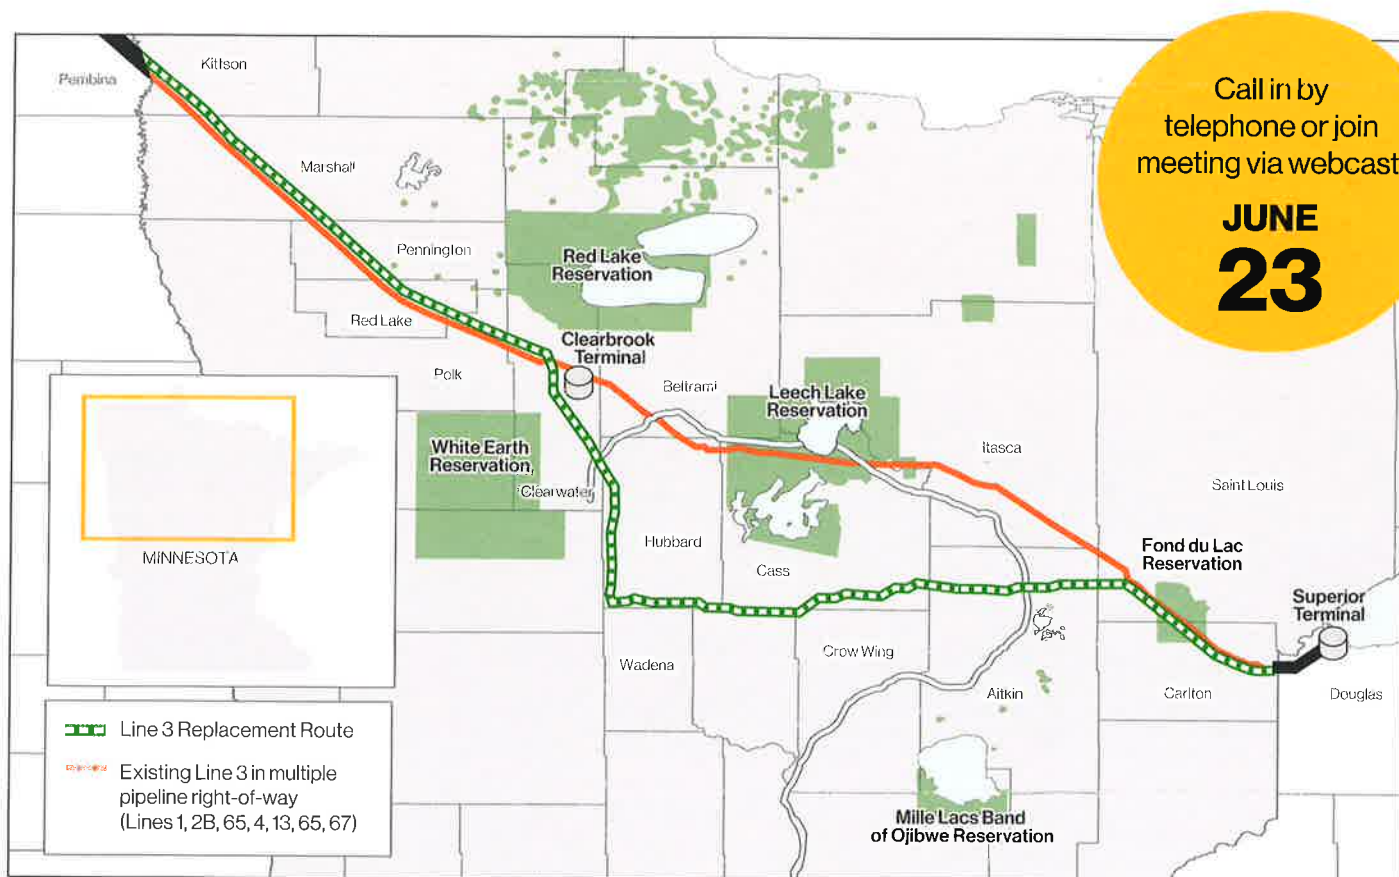 Call in by
telephone or join
meeting via webcast
JUNE
23
Pembina
Kittson
Marshall
Pennington
Red Lake
Reservation
Red Lake
Clearbrook
Terminal
Polk
Beltrami
Leech Lake
Reservation
White Earth
Reservation
Clearwater
Itasca
Saint Louis
MINNESOTA
Hubbard
Cass
Fond du Lac
Reservation
Superior
Terminal
Wadena
Crow Wing
Aitkin
Carlton
Douglas
Mille Lacs Band
of Ojibwe Reservation
Line 3 Replacement Route
Existing Line 3 in multiple
pipeline right-of-way
(Lines 1, 2B, 65, 4, 13, 65, 67)